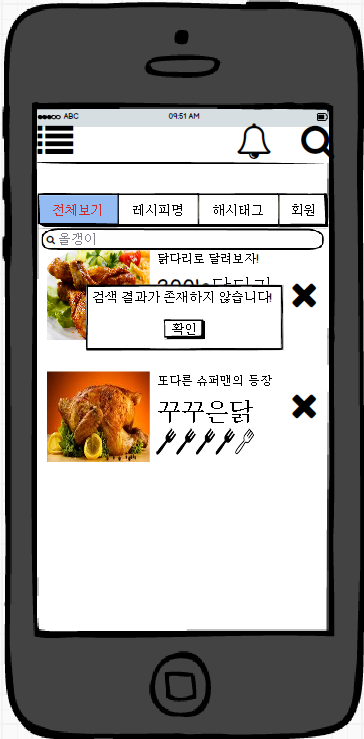 ABC 09:51 AM
전체보기 레시피명 해시태그 회원
올갱이
닭다리로 달려보자!
검색 결과가 존재하지 않습니다!
확인
또다른 슈퍼맨의 등장
꾸꾸은닭